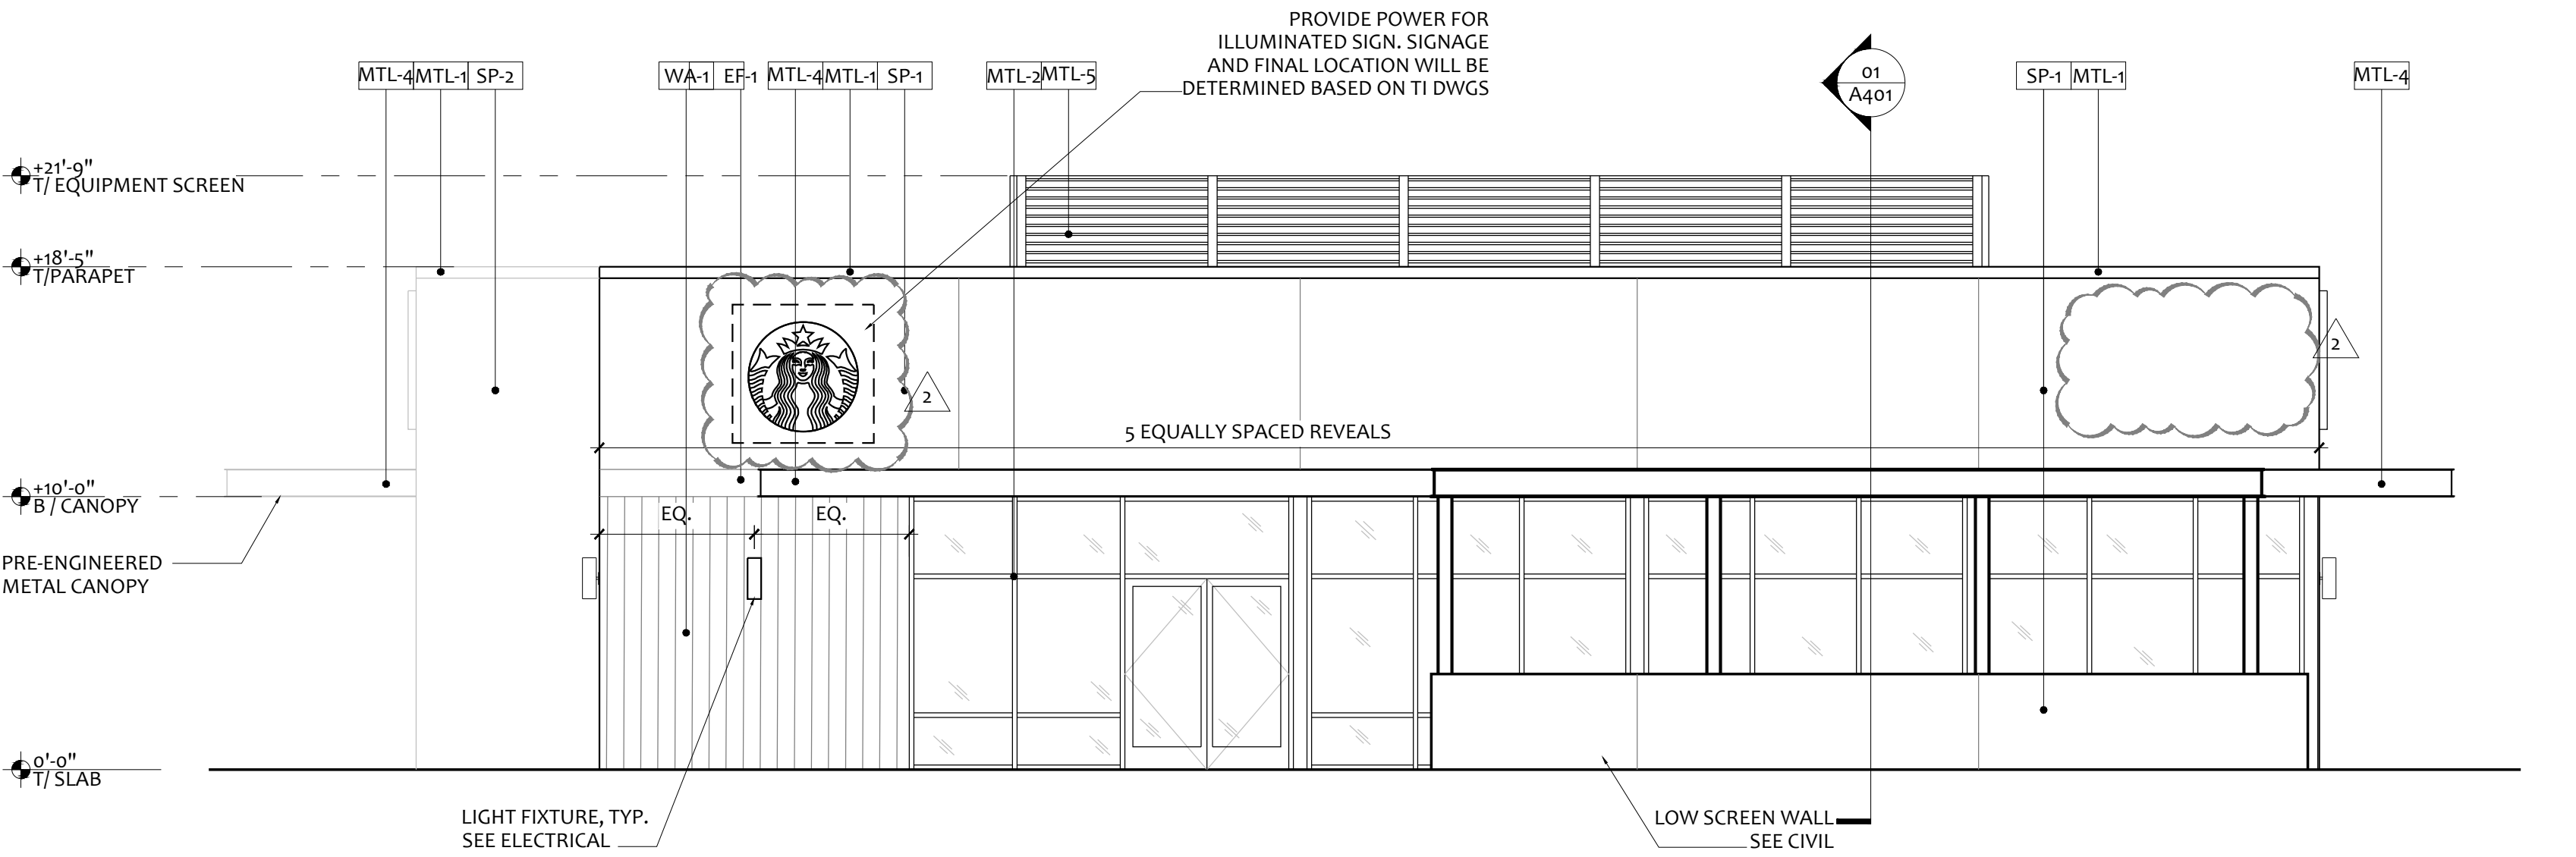 PROVIDE POWER FOR
ILLUMINATED SIGN. SIGNAGE
AND FINAL LOCATION WILL BE
DETERMINED BASED ON TI DWGS
MTL-4 MTL-1 SP-2 WA-1 EF-1 MTL-4 MTL-1 SP-1 MTL-2 MTL-5 SP-1 MTL-1 MTL-4
01
A401
+21'-9"
T/ EQUIPMENT SCREEN
+18'-5"
T/PARAPET
2
2
5 EQUALLY SPACED REVEALS
+10'-0"
B / CANOPY
EQ. EQ.
PRE-ENGINEERED
METAL CANOPY
0'-0"
T/ SLAB
LIGHT FIXTURE, TYP.
SEE ELECTRICAL
LOW SCREEN WALL
SEE CIVIL